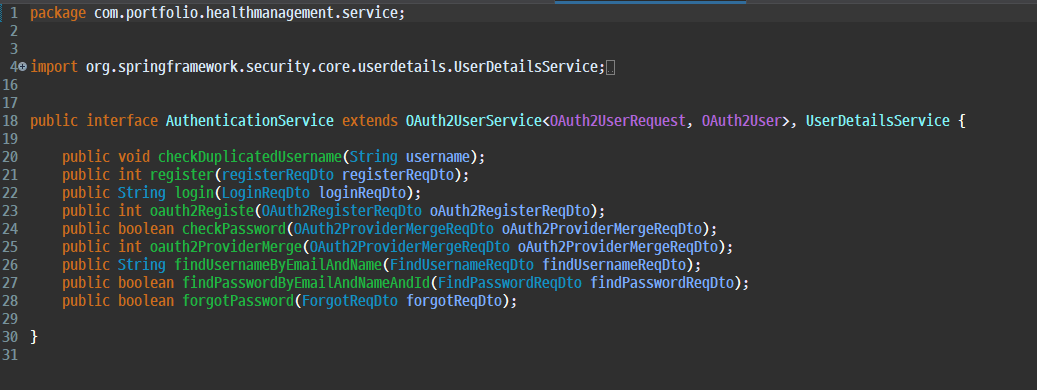 1 package com.portfolio.healthmanagement.service;
2
3
4 import org.springframework.security.core.userdetails.UserDetailsService;
16
17
18 public interface AuthenticationService extends OAuth2UserService<OAuth2UserRequest, OAuth2User>, UserDetailsService {
19
20 public void checkDuplicatedUsername(String username);
21 public int register(registerReqDto registerReqDto);
22 public String login(LoginReqDto loginReqDto);
23 public int oauth2Registe(OAuth2RegisterReqDto oAuth2RegisterReqDto);
24 public boolean checkPassword(OAuth2ProviderMergeReqDto oAuth2ProviderMergeReqDto);
25 public int oauth2ProviderMerge(OAuth2ProviderMergeReqDto oAuth2ProviderMergeReqDto);
26 public String findUsernameByEmailAndName(FindUsernameReqDto findUsernameReqDto);
27 public boolean findPasswordByEmailAndNameAndId(FindPasswordReqDto findPasswordReqDto);
28 public boolean forgotPassword(ForgotReqDto forgotReqDto);
29
30 }
31